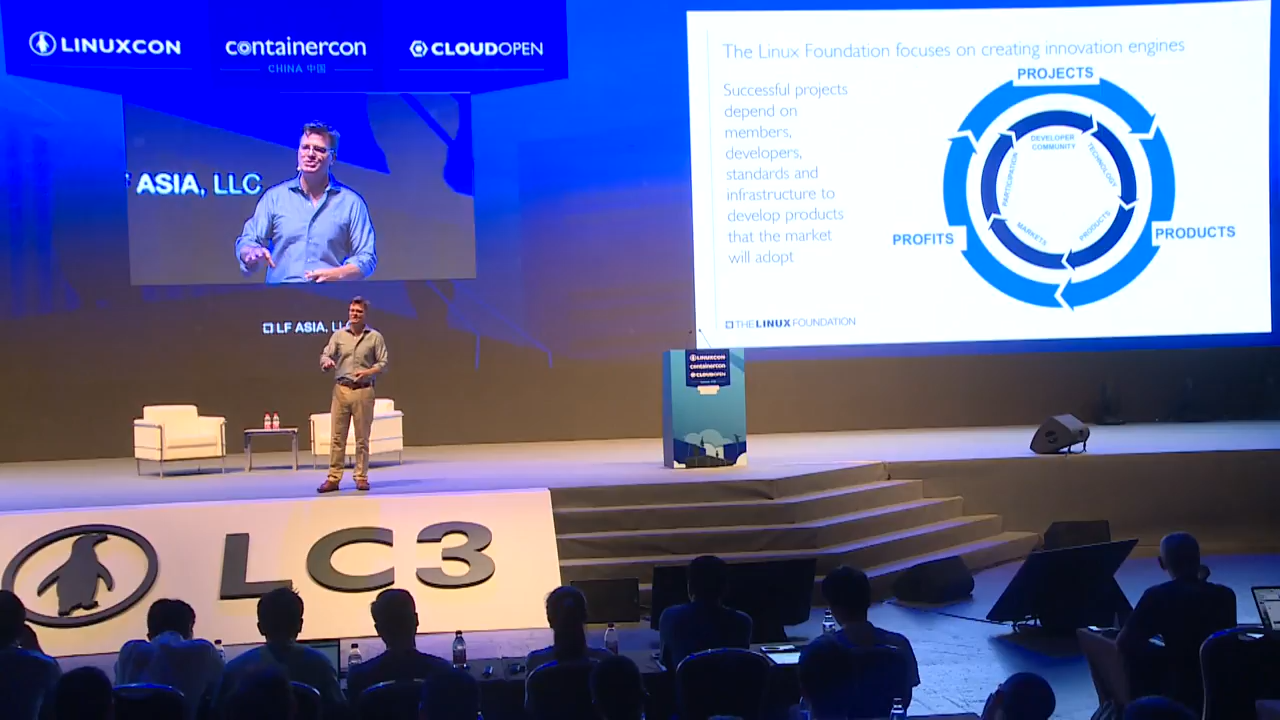 LINUXCON
containercon
CHINA 中国
CLOUDOPEN
ASIA, LLC
LF ASIA, LL
The Linux Foundation focuses on creating innovation engines
Successful projects
depend on
members,
developers,
standards and
infrastructure to
develop products
that the market
will adopt
PROJECTS
PRODUCTS
PROFITS
DEVELOPER
COMMUNITY
TECHNOLOGY
PRODUCTS
MARKETS
PARTICIPATION
THE LINUX FOUNDATION
LINUXCON
containercon
CLOUDOPEN
LC3